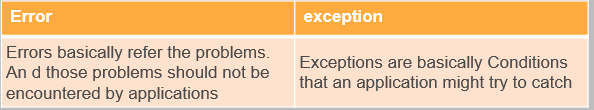 Error
exception
Errors basically refer the problems.
An d those problems should not be
encountered by applications
Exceptions are basically Conditions
that an application might try to catch